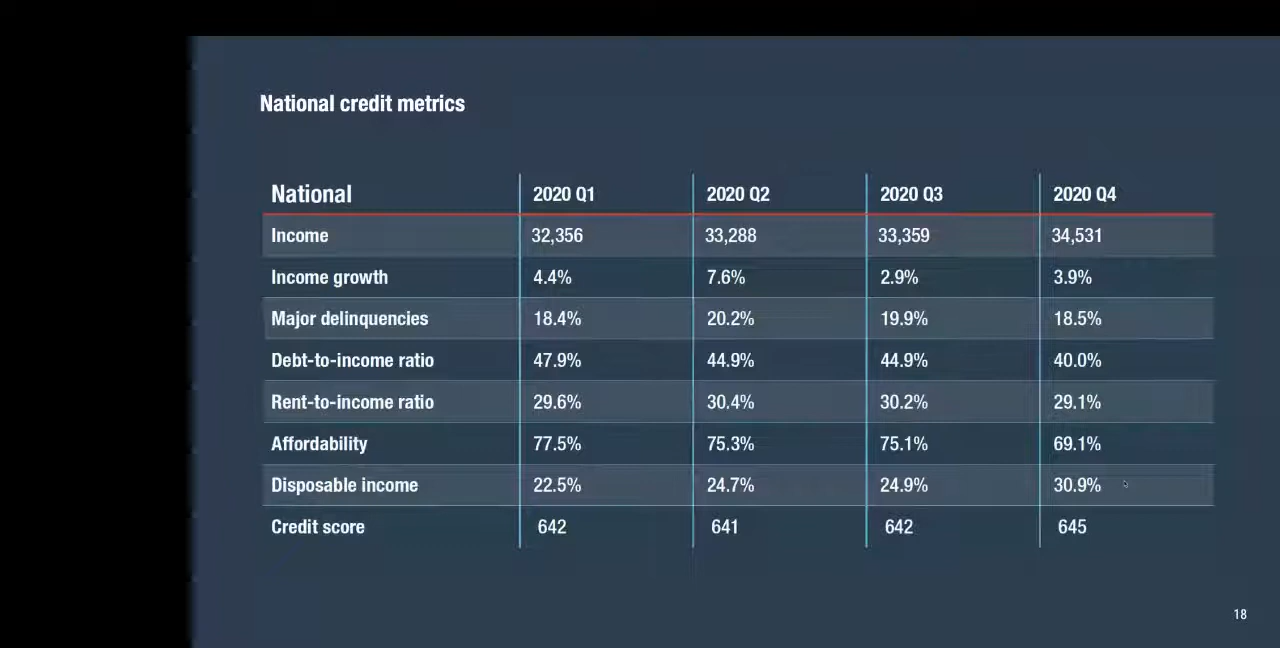 National credit metrics
National 2020 Q1 2020 Q2 2020 Q3 2020 Q4
Income 32,356 33,288 33,359 34,531
Income growth 4.4% 7.6% 2.9% 3.9%
Major delinquencies 18.4% 20.2% 19.9% 18.5%
Debt-to-income ratio 47.9% 44.9% 44.9% 40.0%
Rent-to-income ratio 29.6% 30.4% 30.2% 29.1%
Affordability 77.5% 75.3% 75.1% 69.1%
Disposable income 22.5% 24.7% 24.9% 30.9%
Credit score 642 641 642 645
18